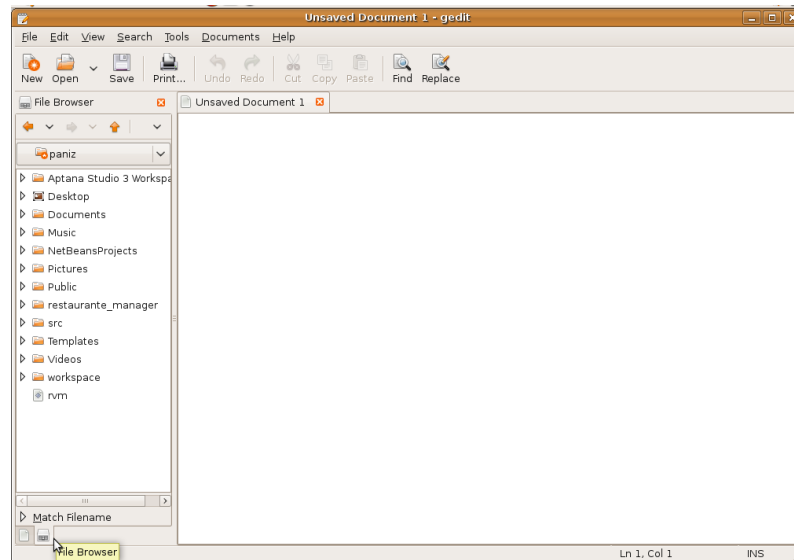 Unsaved Document 1 - gedit
File Edit View Search Tools Documents Help
New Open Save Print... Undo Redo Cut Copy Paste Find Replace
File Browser
Unsaved Document 1
paniz
Aptana Studio 3 Workspa
Desktop
Documents
Music
NetBeansProjects
Pictures
Public
restaurante_manager
src
Templates
Videos
workspace
rvm
Match Filename
File Browser
Ln 1, Col 1 INS